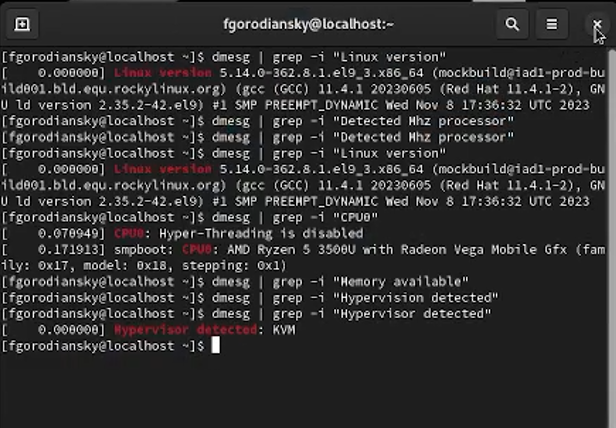 fgorodiansky@localhost:~
[fgorodiansky@localhost ~]$ dmesg | grep -i "Linux version"
[    0.000000] Linux version 5.14.0-362.8.1.el9_3.x86_64 (mockbuild@iad1-prod-bu
ild001.bld.equ.rockylinux.org) (gcc (GCC) 11.4.1 20230605 (Red Hat 11.4.1-2), GN
U ld version 2.35.2-42.el9) #1 SMP PREEMPT_DYNAMIC Wed Nov 8 17:36:32 UTC 2023
[fgorodiansky@localhost ~]$ dmesg | grep -i "Detected Mhz processor"
[fgorodiansky@localhost ~]$ dmesg | grep -i "Detected Mhz processor"
[fgorodiansky@localhost ~]$ dmesg | grep -i "Linux version"
[    0.000000] Linux version 5.14.0-362.8.1.el9_3.x86_64 (mockbuild@iad1-prod-bu
ild001.bld.equ.rockylinux.org) (gcc (GCC) 11.4.1 20230605 (Red Hat 11.4.1-2), GN
U ld version 2.35.2-42.el9) #1 SMP PREEMPT_DYNAMIC Wed Nov 8 17:36:32 UTC 2023
[fgorodiansky@localhost ~]$ dmesg | grep -i "CPU0"
[    0.070949] CPU0: Hyper-Threading is disabled
[    0.171913] smpboot: CPU0: AMD Ryzen 5 3500U with Radeon Vega Mobile Gfx (fam
ily: 0x17, model: 0x18, stepping: 0x1)
[fgorodiansky@localhost ~]$ dmesg | grep -i "Memory available"
[fgorodiansky@localhost ~]$ dmesg | grep -i "Hypervision detected"
[fgorodiansky@localhost ~]$ dmesg | grep -i "Hypervisor detected"
[    0.000000] Hypervisor detected: KVM
[fgorodiansky@localhost ~]$